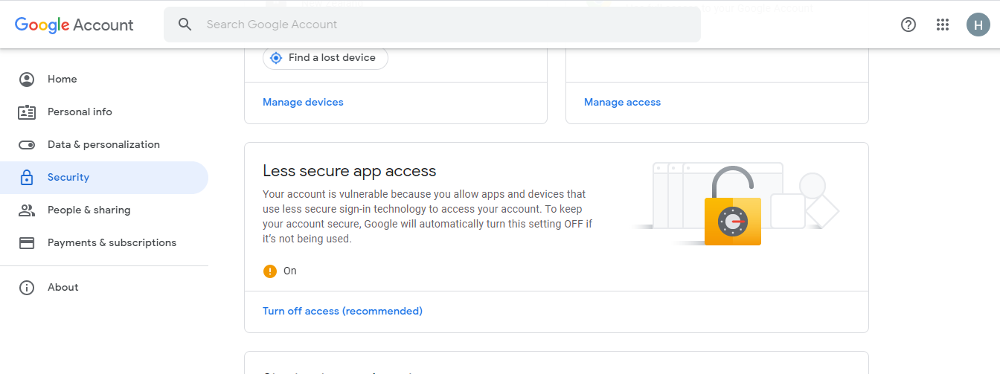 Google Account
Search Google Account
H
Home
Personal info
Data & personalization
Security
People & sharing
Payments & subscriptions
About
Find a lost device
Manage devices
Manage access
Less secure app access
Your account is vulnerable because you allow apps and devices that
use less secure sign-in technology to access your account. To keep
your account secure, Google will automatically turn this setting OFF if
it's not being used.
On
Turn off access (recommended)